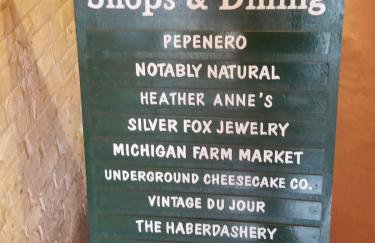 Shops & Dining
PEPENERO
NOTABLY NATURAL
HEATHER ANNE'S
SILVER FOX JEWELRY
MICHIGAN FARM MARKET
UNDERGROUND CHEESECAKE CO.
VINTAGE DU JOUR
THE HABERDASHERY